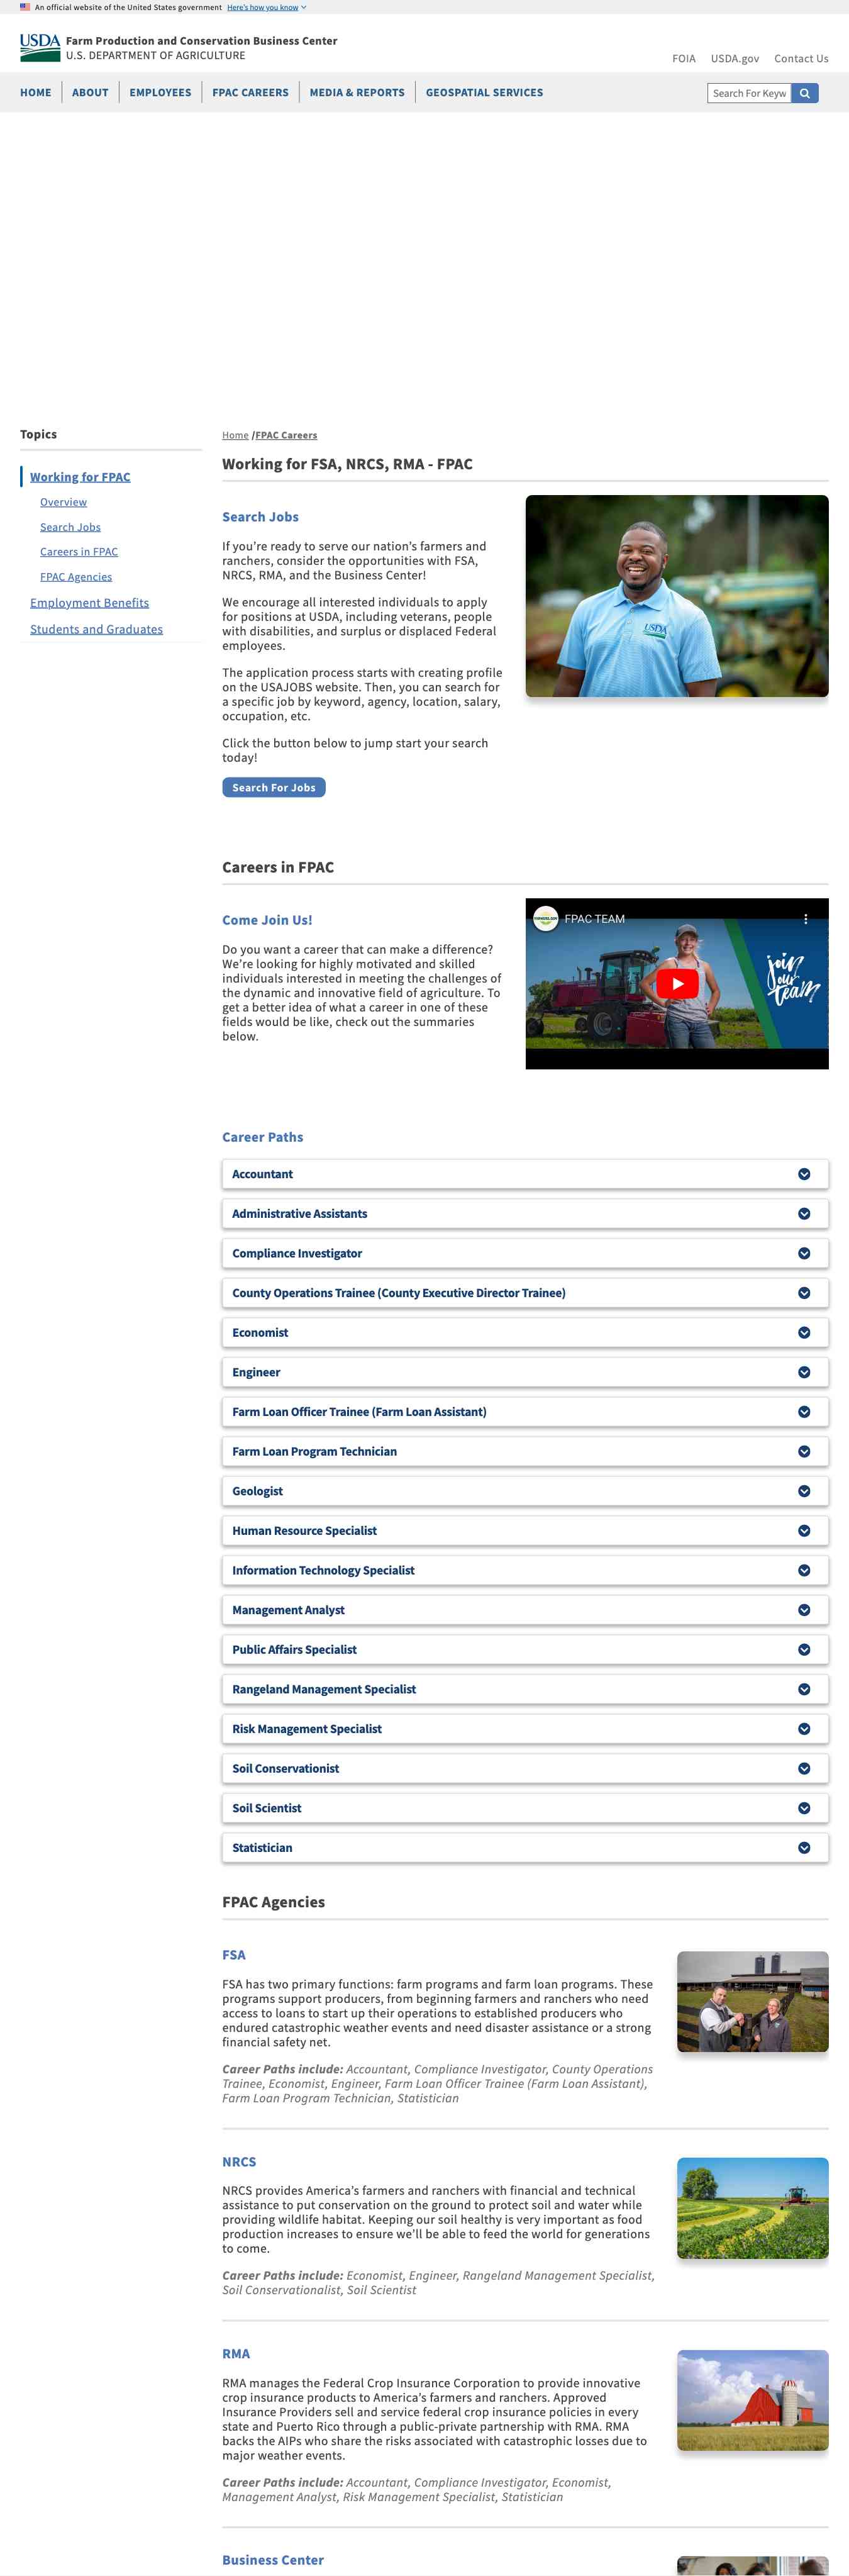 An official website of the United States government Here's how you know
USDA Farm Production and Conservation Business Center
U.S. DEPARTMENT OF AGRICULTURE
FOIA USDA.gov Contact Us
HOME ABOUT EMPLOYEES FPAC CAREERS MEDIA & REPORTS GEOSPATIAL SERVICES
Search For Keyw
Topics
Working for FPAC
Overview
Search Jobs
Careers in FPAC
FPAC Agencies
Employment Benefits
Students and Graduates
Home /FPAC Careers
Working for FSA, NRCS, RMA - FPAC
Search Jobs
If you’re ready to serve our nation’s farmers and
ranchers, consider the opportunities with FSA,
NRCS, RMA, and the Business Center!
We encourage all interested individuals to apply
for positions at USDA, including veterans, people
with disabilities, and surplus or displaced Federal
employees.
The application process starts with creating profile
on the USAJOBS website. Then, you can search for
a specific job by keyword, agency, location, salary,
occupation, etc.
Click the button below to jump start your search
today!
Search For Jobs
USDA
Careers in FPAC
Come Join Us!
Do you want a career that can make a difference?
We’re looking for highly motivated and skilled
individuals interested in meeting the challenges of
the dynamic and innovative field of agriculture. To
get a better idea of what a career in one of these
fields would be like, check out the summaries
below.
FPAC TEAM
join
our
team
Career Paths
Accountant
Administrative Assistants
Compliance Investigator
County Operations Trainee (County Executive Director Trainee)
Economist
Engineer
Farm Loan Officer Trainee (Farm Loan Assistant)
Farm Loan Program Technician
Geologist
Human Resource Specialist
Information Technology Specialist
Management Analyst
Public Affairs Specialist
Rangeland Management Specialist
Risk Management Specialist
Soil Conservationist
Soil Scientist
Statistician
FPAC Agencies
FSA
FSA has two primary functions: farm programs and farm loan programs. These
programs support producers, from beginning farmers and ranchers who need
access to loans to start up their operations to established producers who
endured catastrophic weather events and need disaster assistance or a strong
financial safety net.
Career Paths include: Accountant, Compliance Investigator, County Operations
Trainee, Economist, Engineer, Farm Loan Officer Trainee (Farm Loan Assistant),
Farm Loan Program Technician, Statistician
NRCS
NRCS provides America’s farmers and ranchers with financial and technical
assistance to put conservation on the ground to protect soil and water while
providing wildlife habitat. Keeping our soil healthy is very important as food
production increases to ensure we’ll be able to feed the world for generations
to come.
Career Paths include: Economist, Engineer, Rangeland Management Specialist,
Soil Conservationalist, Soil Scientist
RMA
RMA manages the Federal Crop Insurance Corporation to provide innovative
crop insurance products to America’s farmers and ranchers. Approved
Insurance Providers sell and service federal crop insurance policies in every
state and Puerto Rico through a public-private partnership with RMA. RMA
backs the AIPs who share the risks associated with catastrophic losses due to
major weather events.
Career Paths include: Accountant, Compliance Investigator, Economist,
Management Analyst, Risk Management Specialist, Statistician
Business Center